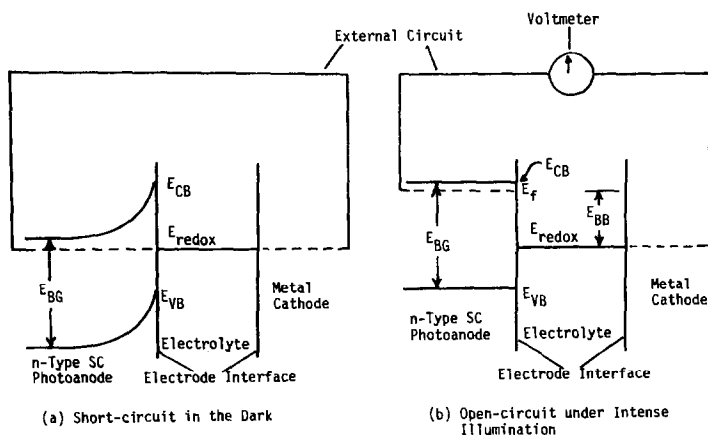 External Circuit
Voltmeter
E_CB
E_redox
E_BG
E_VB
Metal
Cathode
n-Type SC
Photoanode
Electrolyte
Electrode Interface
(a) Short-circuit in the Dark
E_CB
E_f
E_BB
E_redox
E_BG
E_VB
Metal
Cathode
n-Type SC
Photoanode
Electrolyte
Electrode Interface
(b) Open-circuit under Intense
Illumination